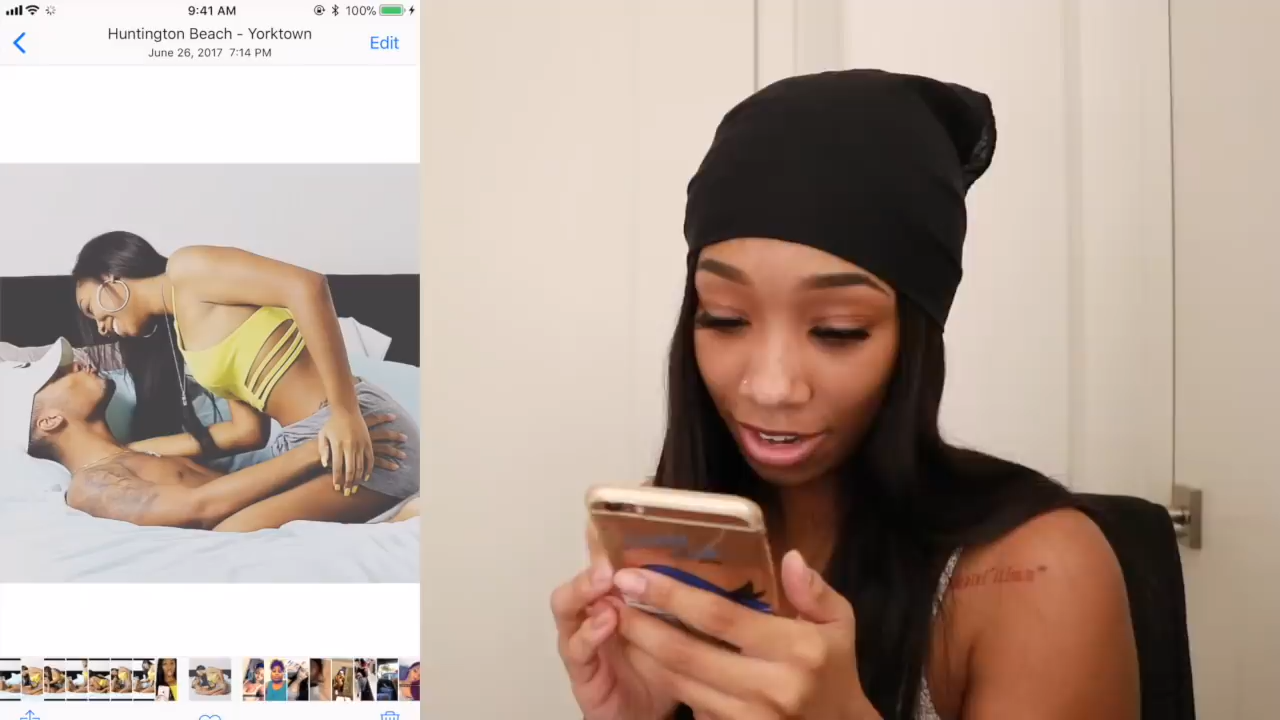 9:41 AM
100%
Huntington Beach - Yorktown
Edit
June 26, 2017 7:14 PM